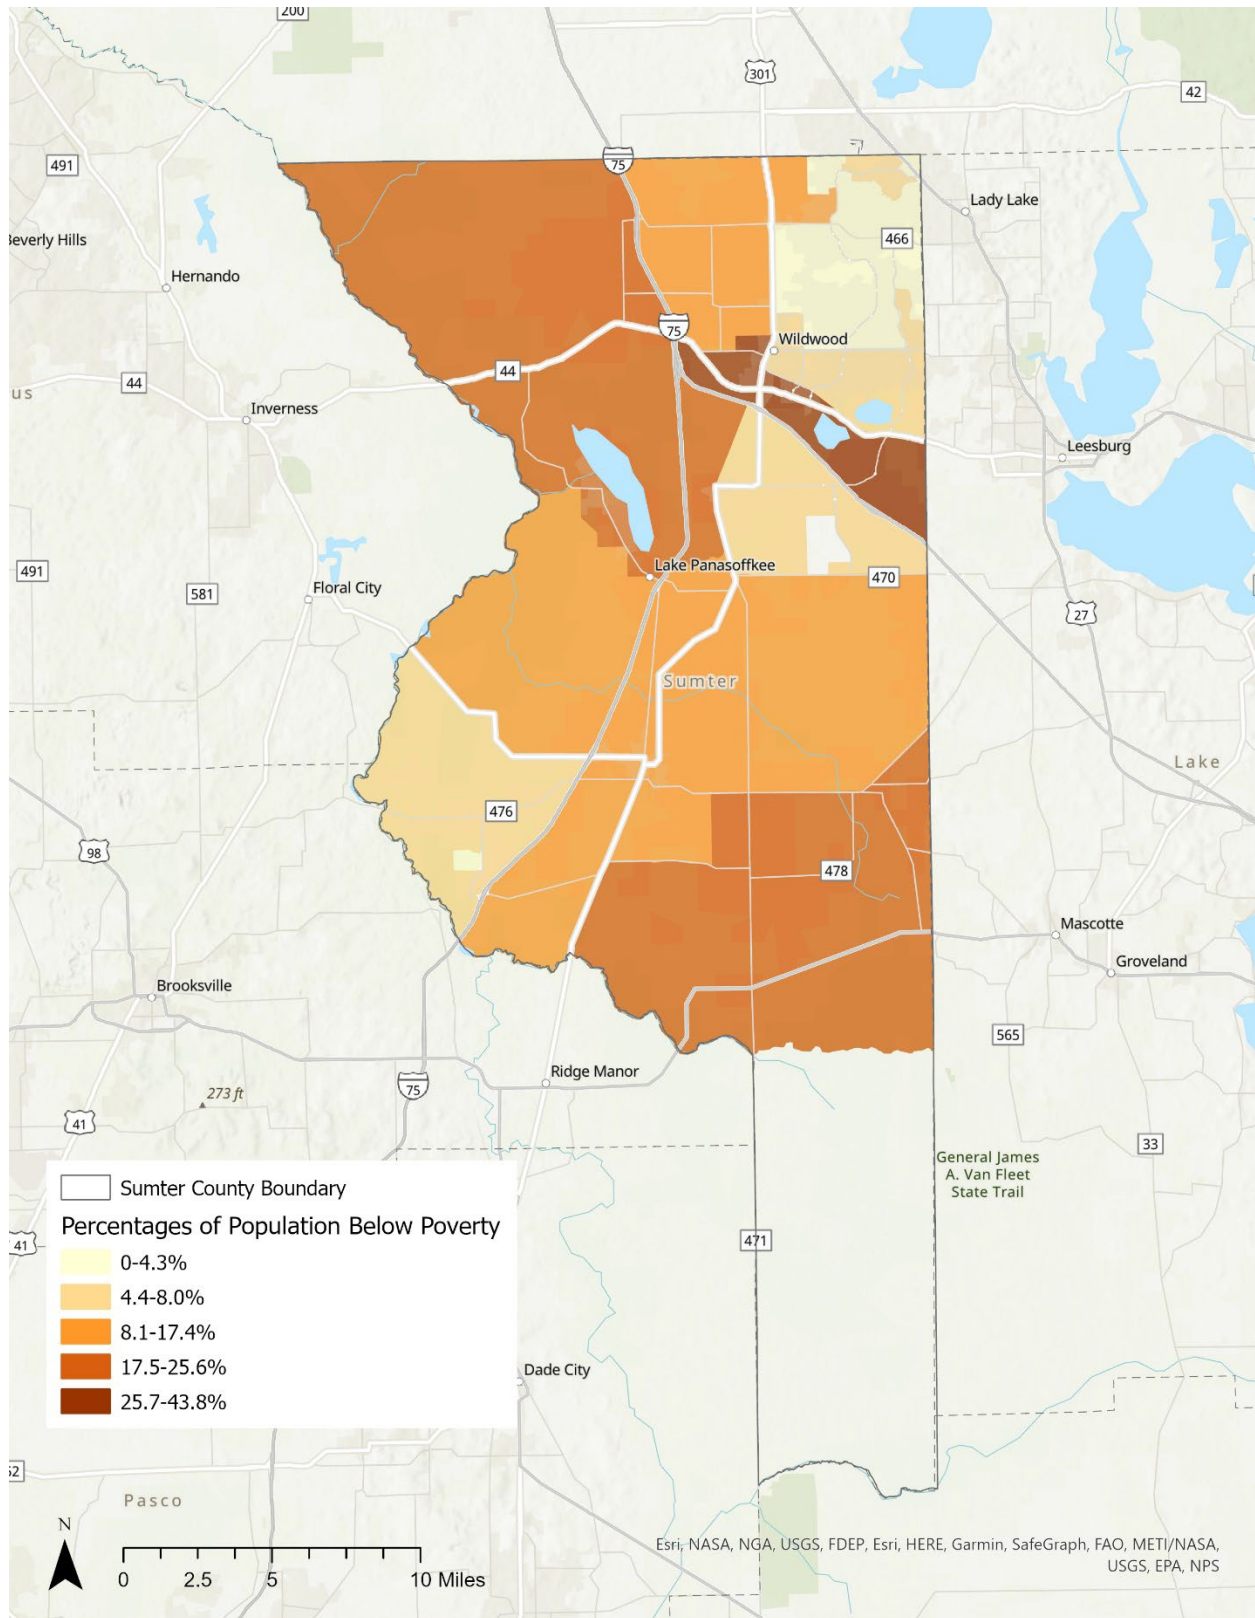 200
301
42
75
491
Lady Lake
Beverly Hills
466
Hernando
75
Wildwood
44
44
us
Inverness
Leesburg
Lake Panasoffkee
491
470
581
Floral City
27
Sumter
Lake
476
98
478
Mascotte
Groveland
Brooksville
565
Ridge Manor
75
273 ft
41
33
General James
A. Van Fleet
State Trail
Sumter County Boundary
Percentages of Population Below Poverty
471
41
0-4.3%
4.4-8.0%
8.1-17.4%
17.5-25.6%
25.7-43.8%
Dade City
52
Pasco
N
0 2.5 5 10 Miles
Esri, NASA, NGA, USGS, FDEP, Esri, HERE, Garmin, SafeGraph, FAO, METI/NASA,
USGS, EPA, NPS